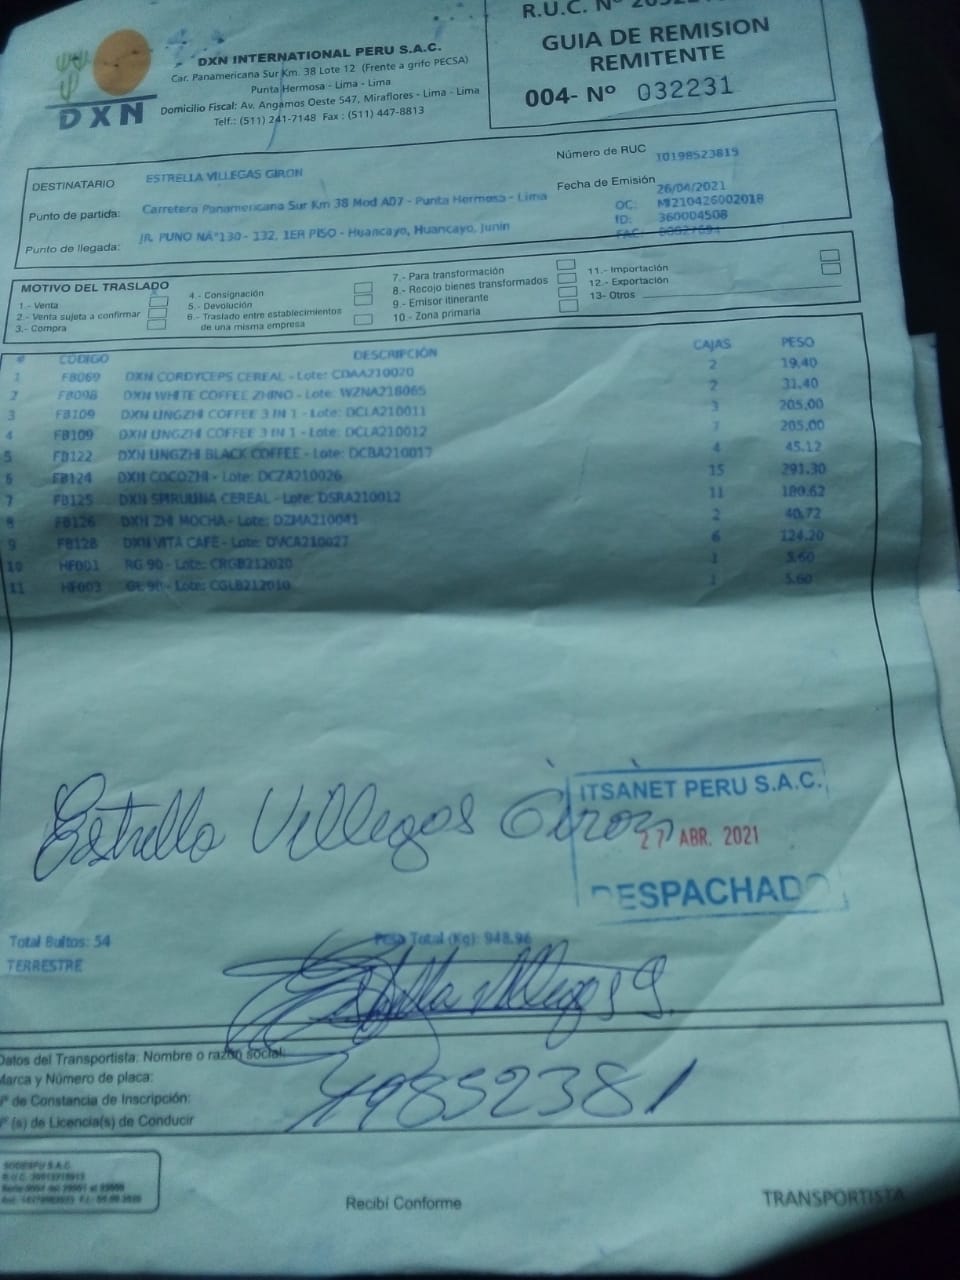 R.U.C. Nº
DXN
DXN INTERNATIONAL PERU S.A.C.
Car. Panamericana Sur Km. 38 Lote 12 (Frente a grifo PECSA)
Punta Hermosa - Lima - Lima
Domicilio Fiscal: Av. Angamos Oeste 547, Miraflores - Lima - Lima
Telf.: (511) 241-7148 Fax : (511) 447-8813
GUIA DE REMISION
REMITENTE
004- Nº 032231
DESTINATARIO ESTRELLA VILLEGAS GIRON
Número de RUC 10198523815
Punto de partida: Carretera Panamericana Sur Km 38 Mod A07 - Punta Hermosa - Lima
Fecha de Emisión 26/04/2021
OC: MI210426002018
ID: 360004508
FAC:
Punto de llegada: JR. PUNO NÂ°130 - 132, 1ER PISO - Huancayo, Huancayo, Junin
MOTIVO DEL TRASLADO
1.- Venta
2.- Venta sujeta a confirmar
3.- Compra
4.- Consignación
5.- Devolución
6.- Traslado entre establecimientos
de una misma empresa
7.- Para transformación
8.- Recojo bienes transformados
9.- Emisor itinerante
10.- Zona primaria
11.- Importación
12.- Exportación
13- Otros
# CÓDIGO DESCRIPCIÓN CAJAS PESO
1 FB069 DXN CORDYCEPS CEREAL - Lote: CDAA210020 2 19.40
2 FB098 DXN WHITE COFFEE ZHINO - Lote: WZNA218065 2 31.40
3 FB109 DXN LINGZHI COFFEE 3 IN 1 - Lote: DCLA210011 3 205.00
4 FB109 DXN LINGZHI COFFEE 3 IN 1 - Lote: DCLA210012 7 205.00
5 FB122 DXN LINGZHI BLACK COFFEE - Lote: DCBA210017 4 45.12
6 FB124 DXN COCOZHI - Lote: DCZA210026 15 291.30
7 FB125 DXN SPIRULINA CEREAL - Lote: DSRA210012 11 180.62
8 FB126 DXN ZHI MOCHA - Lote: DZMA210041 2 40.72
9 FB128 DXN VITA CAFE - Lote: DVCA210027 6 124.20
10 HF001 RG 90 - Lote: CRGB212020 1 5.60
11 HF003 GL 90 - Lote: CGLB212010 1 5.60
Estrella Villegas Giron
ITSANET PERU S.A.C.
27 ABR. 2021
DESPACHADO
Total Bultos: 54
Peso Total (Kg): 948.96
TERRESTRE
Estrella Villegas G.
Datos del Transportista: Nombre o razón social:
Marca y Número de placa:
Nº de Constancia de Inscripción:
Nº (s) de Licencia(s) de Conducir
19852381
Recibí Conforme
TRANSPORTISTA